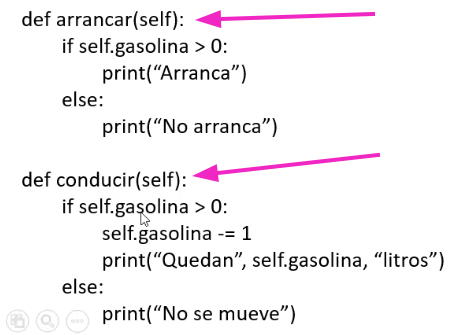 def arrancar(self):
if self.gasolina > 0:
print(“Arranca”)
else:
print(“No arranca”)
def conducir(self):
if self.gasolina > 0:
self.gasolina -= 1
print(“Quedan”, self.gasolina, “litros”)
else:
print(“No se mueve”)